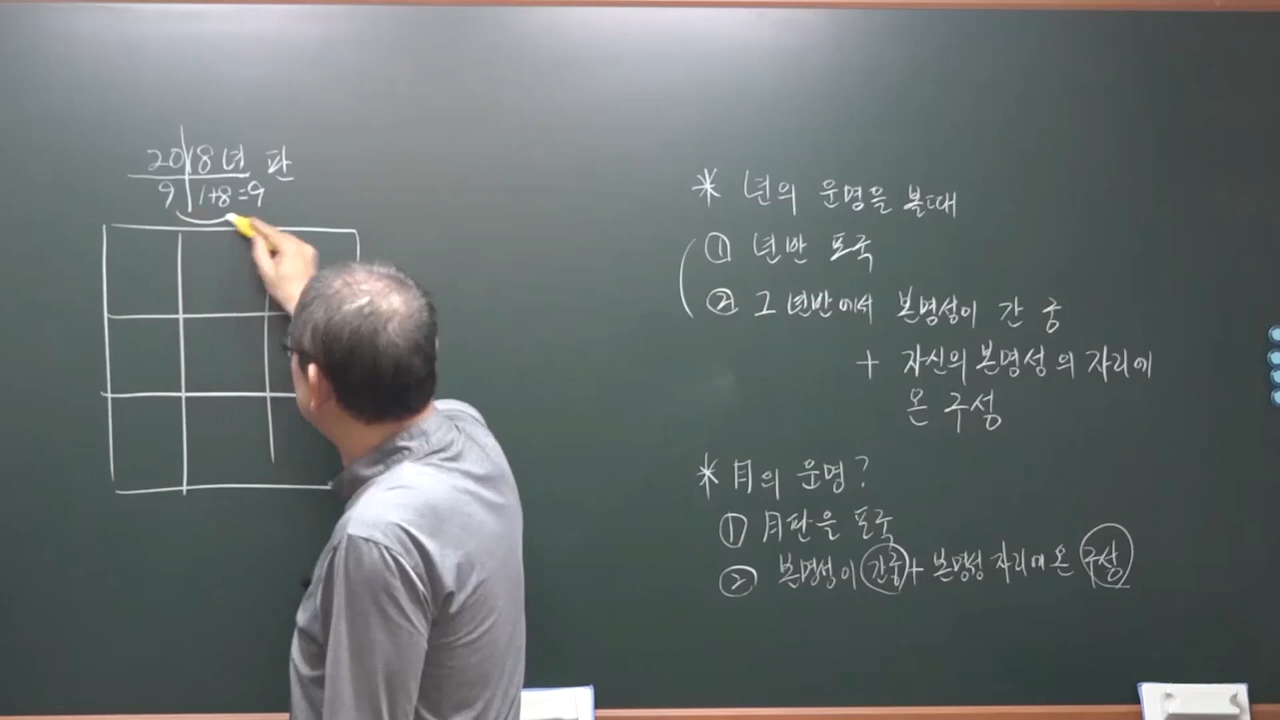 2018년 판
9 1+8=9
* 년의 운명을 볼때
① 년반 포국
② 그 년반에서 본명성이 간 궁
+ 자신의 본명성의 자리에
온 구성
* 月의 운명?
① 月판을 포국
② 본명성이 간궁 + 본명성 자리에 온 구성